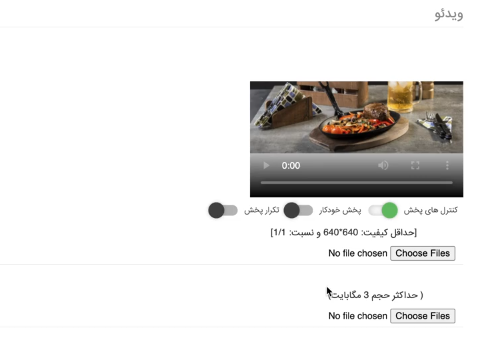 ویدئو
0:00
کنترل های پخش پخش خودکار تکرار پخش
[حداقل کیفیت: 640*640 و نسبت: 1/1]
Choose Files No file chosen
( حداکثر حجم 3 مگابایت)
Choose Files No file chosen